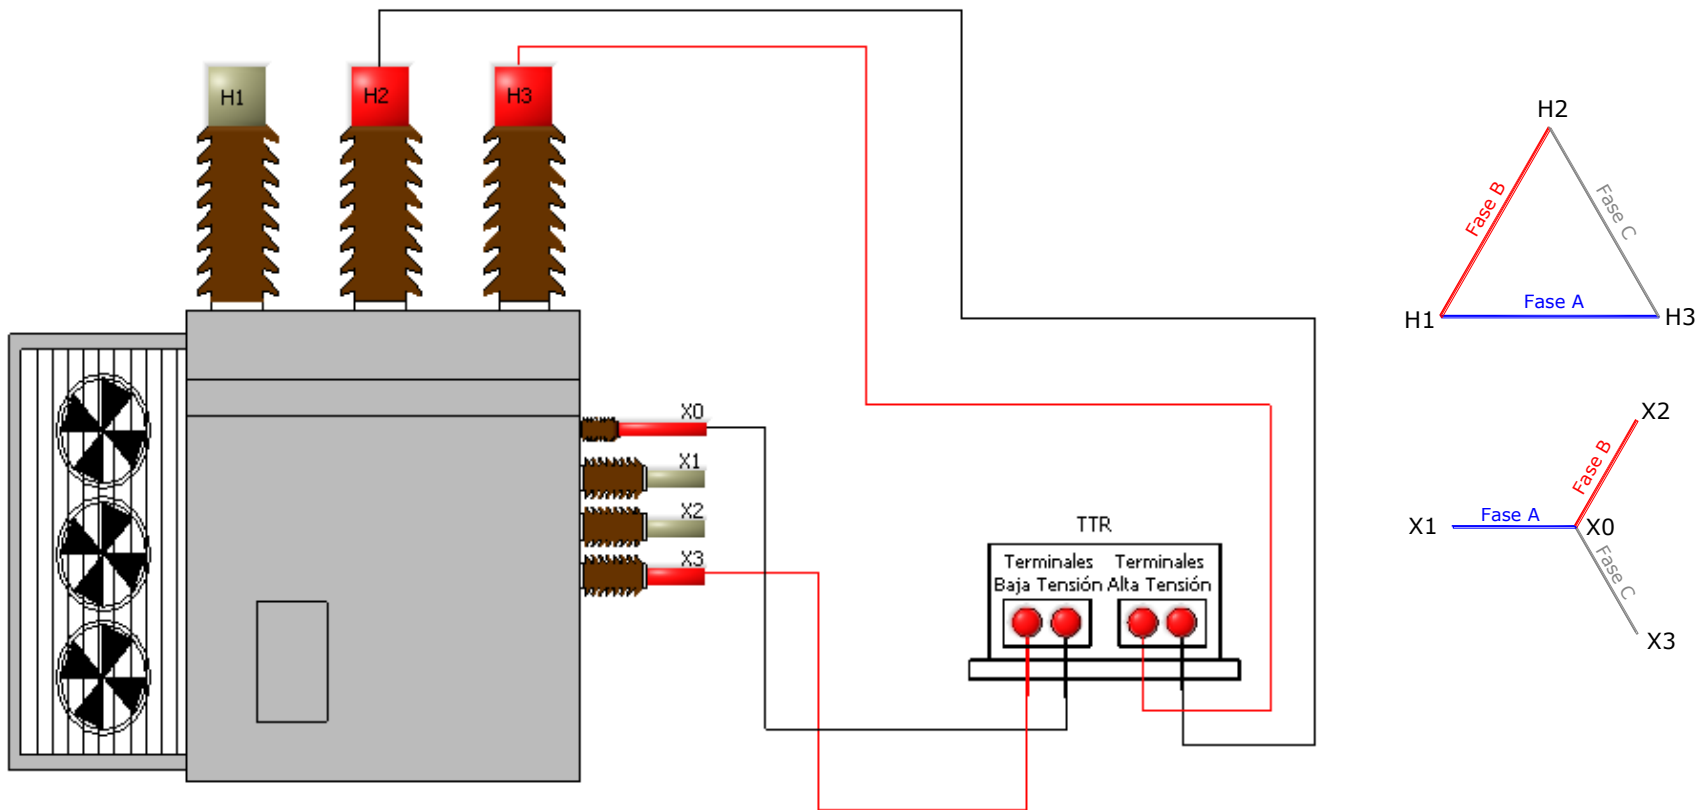 H1
H2
H3
X0
X1
X2
X3
TTR
Terminales
Baja Tensión
Terminales
Alta Tensión
H2
Fase B
Fase C
H1
Fase A
H3
X2
Fase B
X1
Fase A
X0
Fase C
X3